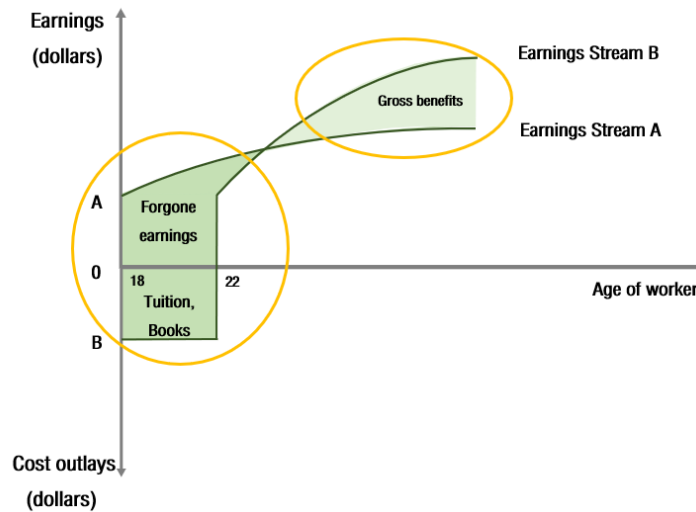 Earnings
(dollars)
Earnings Stream B
Gross benefits
Earnings Stream A
A
Forgone
earnings
0
18
22
Age of worker
Tuition,
Books
B
Cost outlays
(dollars)